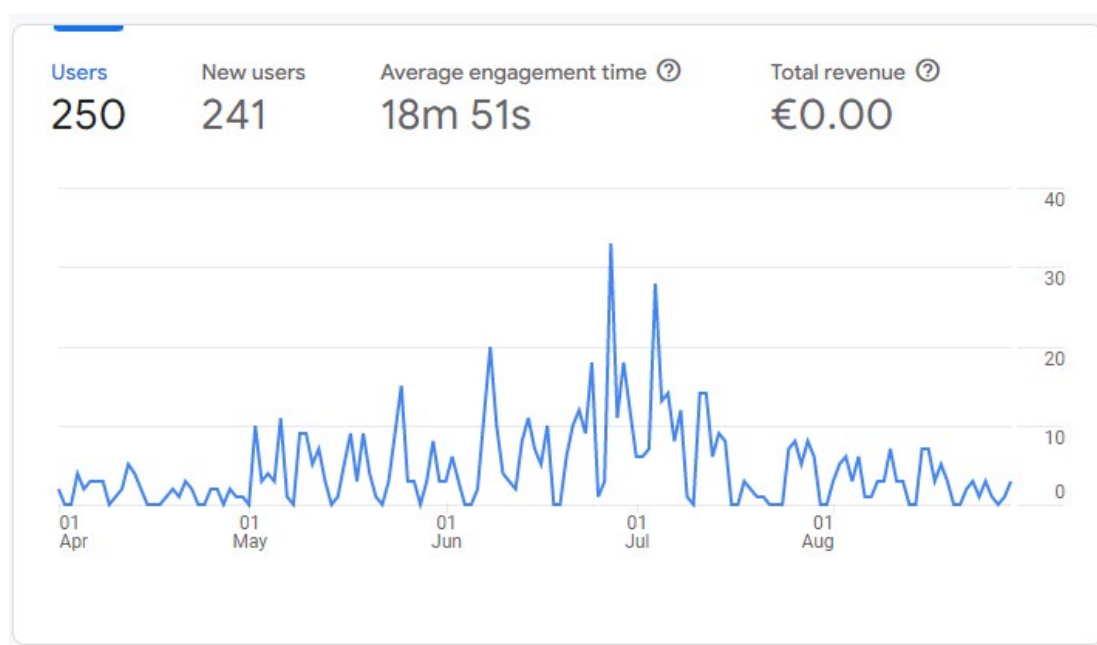 Users New users Average engagement time Total revenue
250 241 18m 51s €0.00
40
30
20
10
0
01 01 01 01 01
Apr May Jun Jul Aug